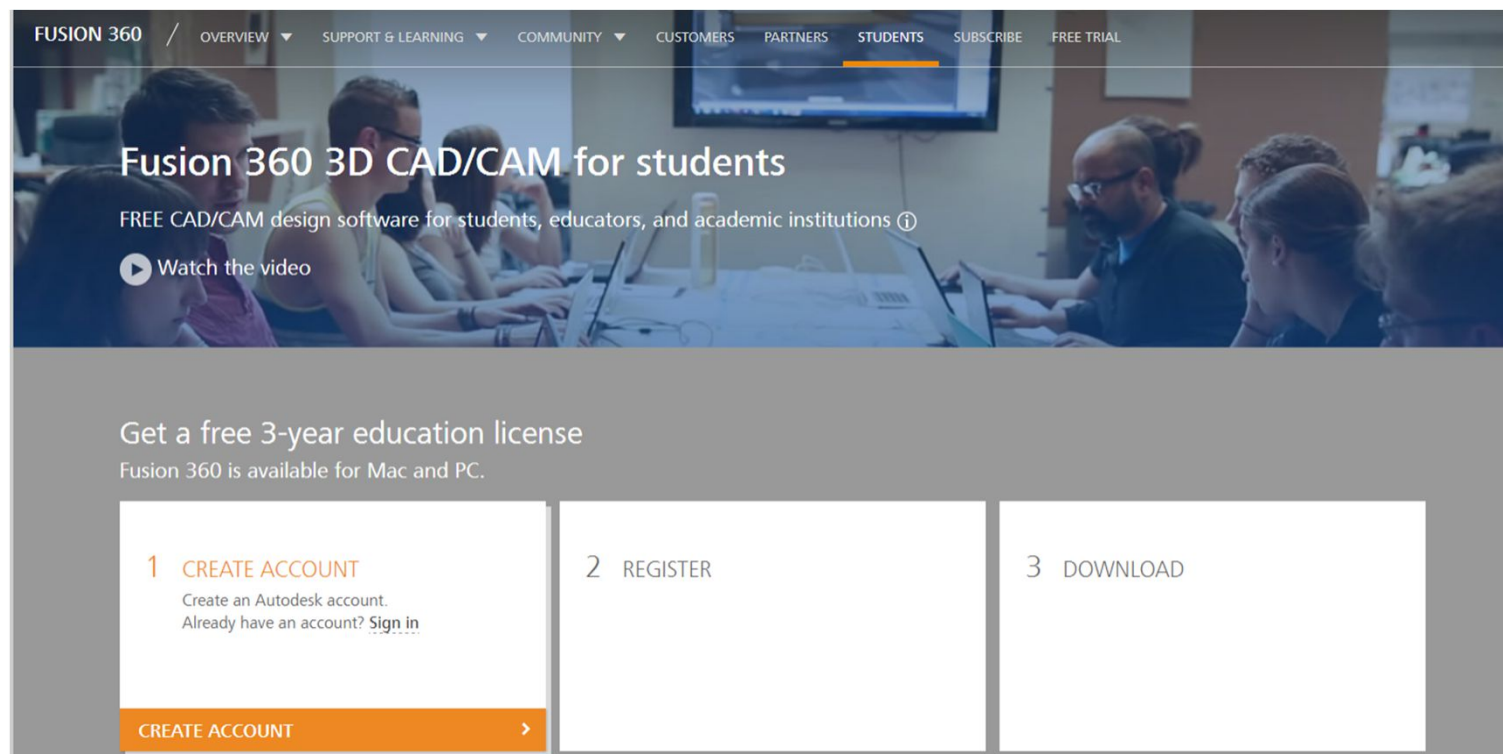 FUSION 360 / OVERVIEW ▼ SUPPORT & LEARNING ▼ COMMUNITY ▼ CUSTOMERS PARTNERS STUDENTS SUBSCRIBE FREE TRIAL
Fusion 360 3D CAD/CAM for students
FREE CAD/CAM design software for students, educators, and academic institutions ⓘ
Watch the video
Get a free 3-year education license
Fusion 360 is available for Mac and PC.
1 CREATE ACCOUNT
Create an Autodesk account.
Already have an account? Sign in
CREATE ACCOUNT >
2 REGISTER
3 DOWNLOAD